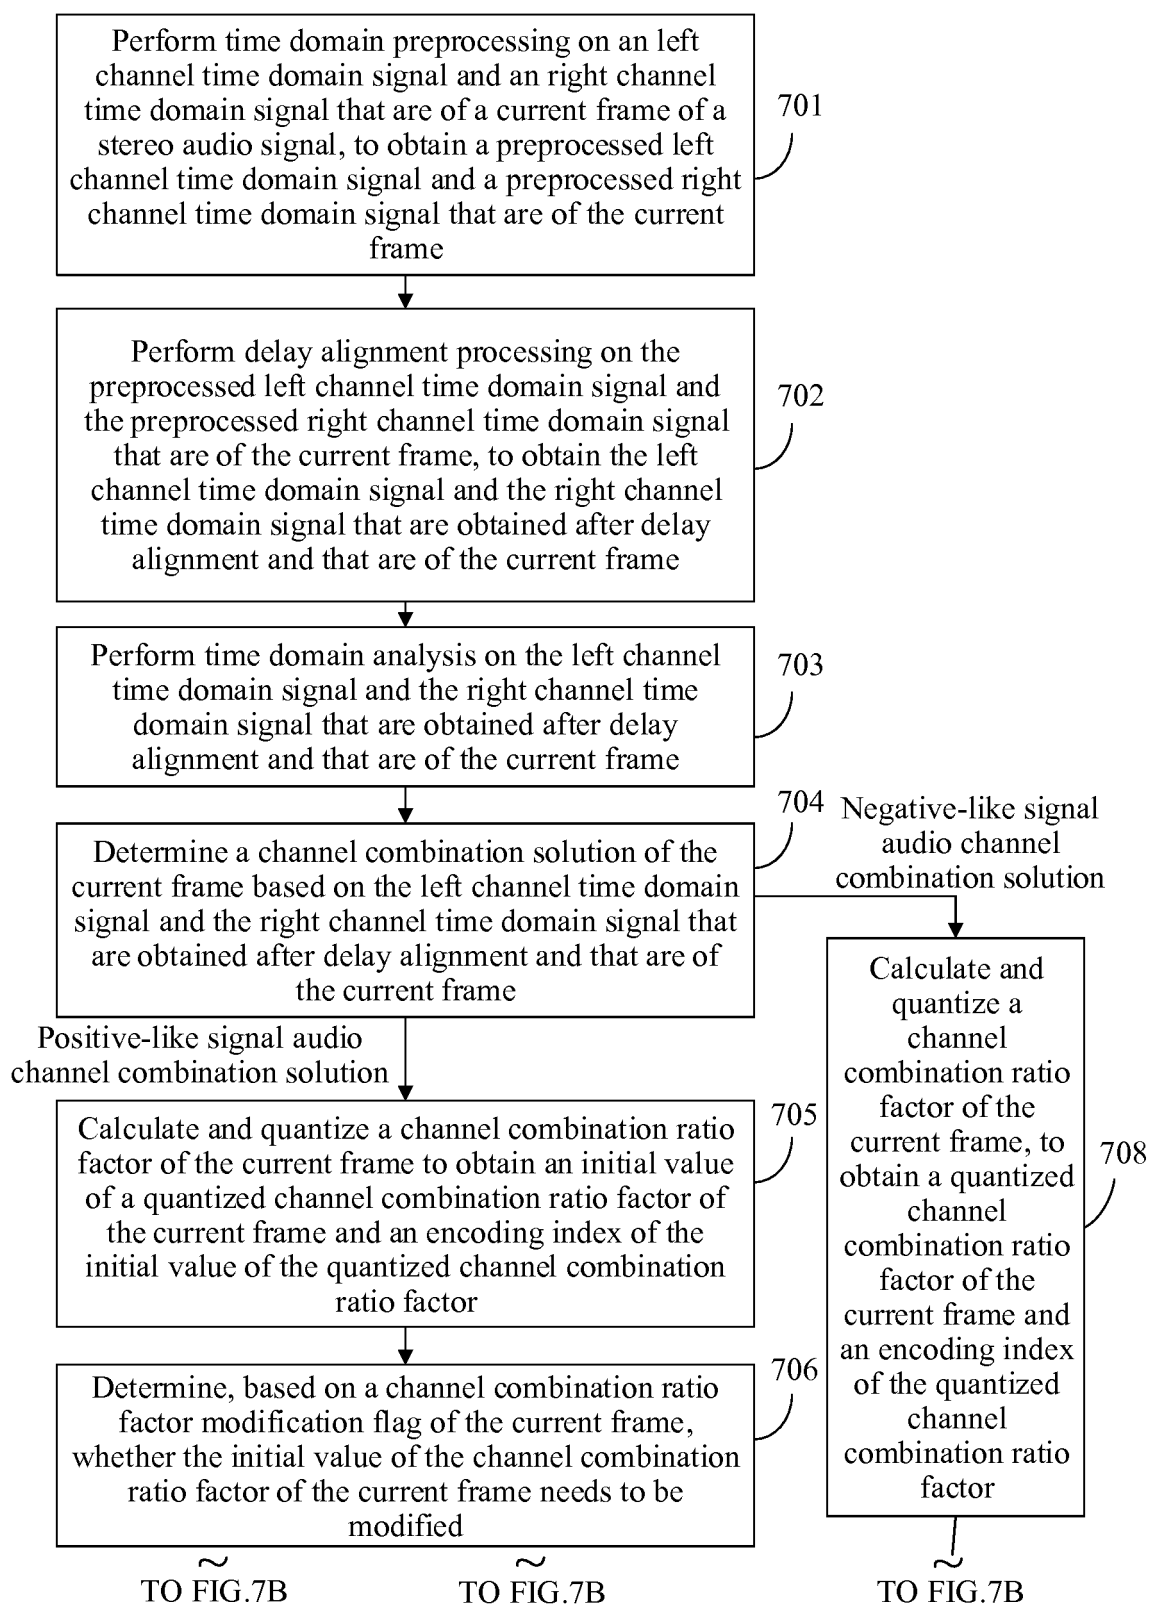 Perform time domain preprocessing on an left
channel time domain signal and an right channel
time domain signal that are of a current frame of a
stereo audio signal, to obtain a preprocessed left
channel time domain signal and a preprocessed right
channel time domain signal that are of the current
frame
701
Perform delay alignment processing on the
preprocessed left channel time domain signal and
the preprocessed right channel time domain signal
that are of the current frame, to obtain the left
channel time domain signal and the right channel
time domain signal that are obtained after delay
alignment and that are of the current frame
702
Perform time domain analysis on the left channel
time domain signal and the right channel time
domain signal that are obtained after delay
alignment and that are of the current frame
703
Determine a channel combination solution of the
current frame based on the left channel time domain
signal and the right channel time domain signal that
are obtained after delay alignment and that are of
the current frame
704
Negative-like signal
audio channel
combination solution
Positive-like signal audio
channel combination solution
Calculate and quantize a channel combination ratio
factor of the current frame to obtain an initial value
of a quantized channel combination ratio factor of
the current frame and an encoding index of the
initial value of the quantized channel combination
ratio factor
705
Determine, based on a channel combination ratio
factor modification flag of the current frame,
whether the initial value of the channel combination
ratio factor of the current frame needs to be
modified
706
Calculate and
quantize a
channel
combination ratio
factor of the
current frame, to
obtain a quantized
channel
combination ratio
factor of the
current frame and
an encoding index
of the quantized
channel
combination ratio
factor
708
TO FIG.7B
TO FIG.7B
TO FIG.7B